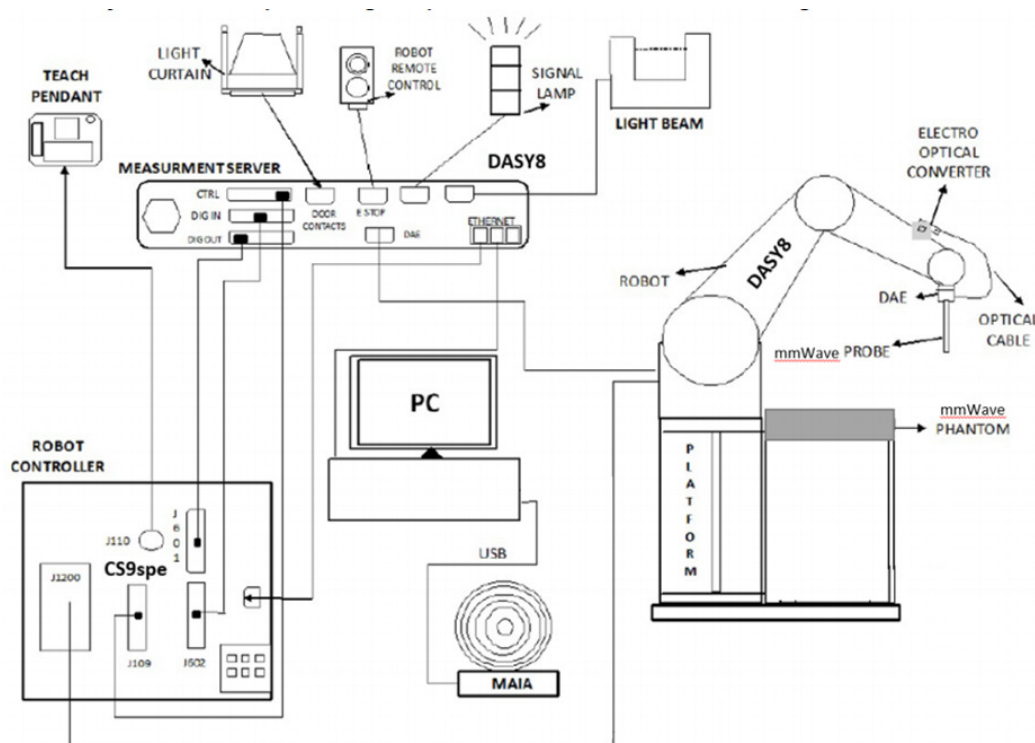 LIGHT
CURTAIN
ROBOT
REMOTE
CONTROL
SIGNAL
LAMP
LIGHT BEAM
TEACH
PENDANT
ELECTRO
OPTICAL
CONVERTER
MEASURMENT SERVER
DASY8
CTRL
DIG IN
DIG OUT
DOOR
CONTACTS
E STOP
DAE
ETHERNET
ROBOT
DASY8
DAE
OPTICAL
CABLE
mmWave PROBE
PC
mmWave
PHANTOM
PLATFORM
ROBOT
CONTROLLER
J110
J601
CS9spe
J1200
J109
J602
USB
MAIA